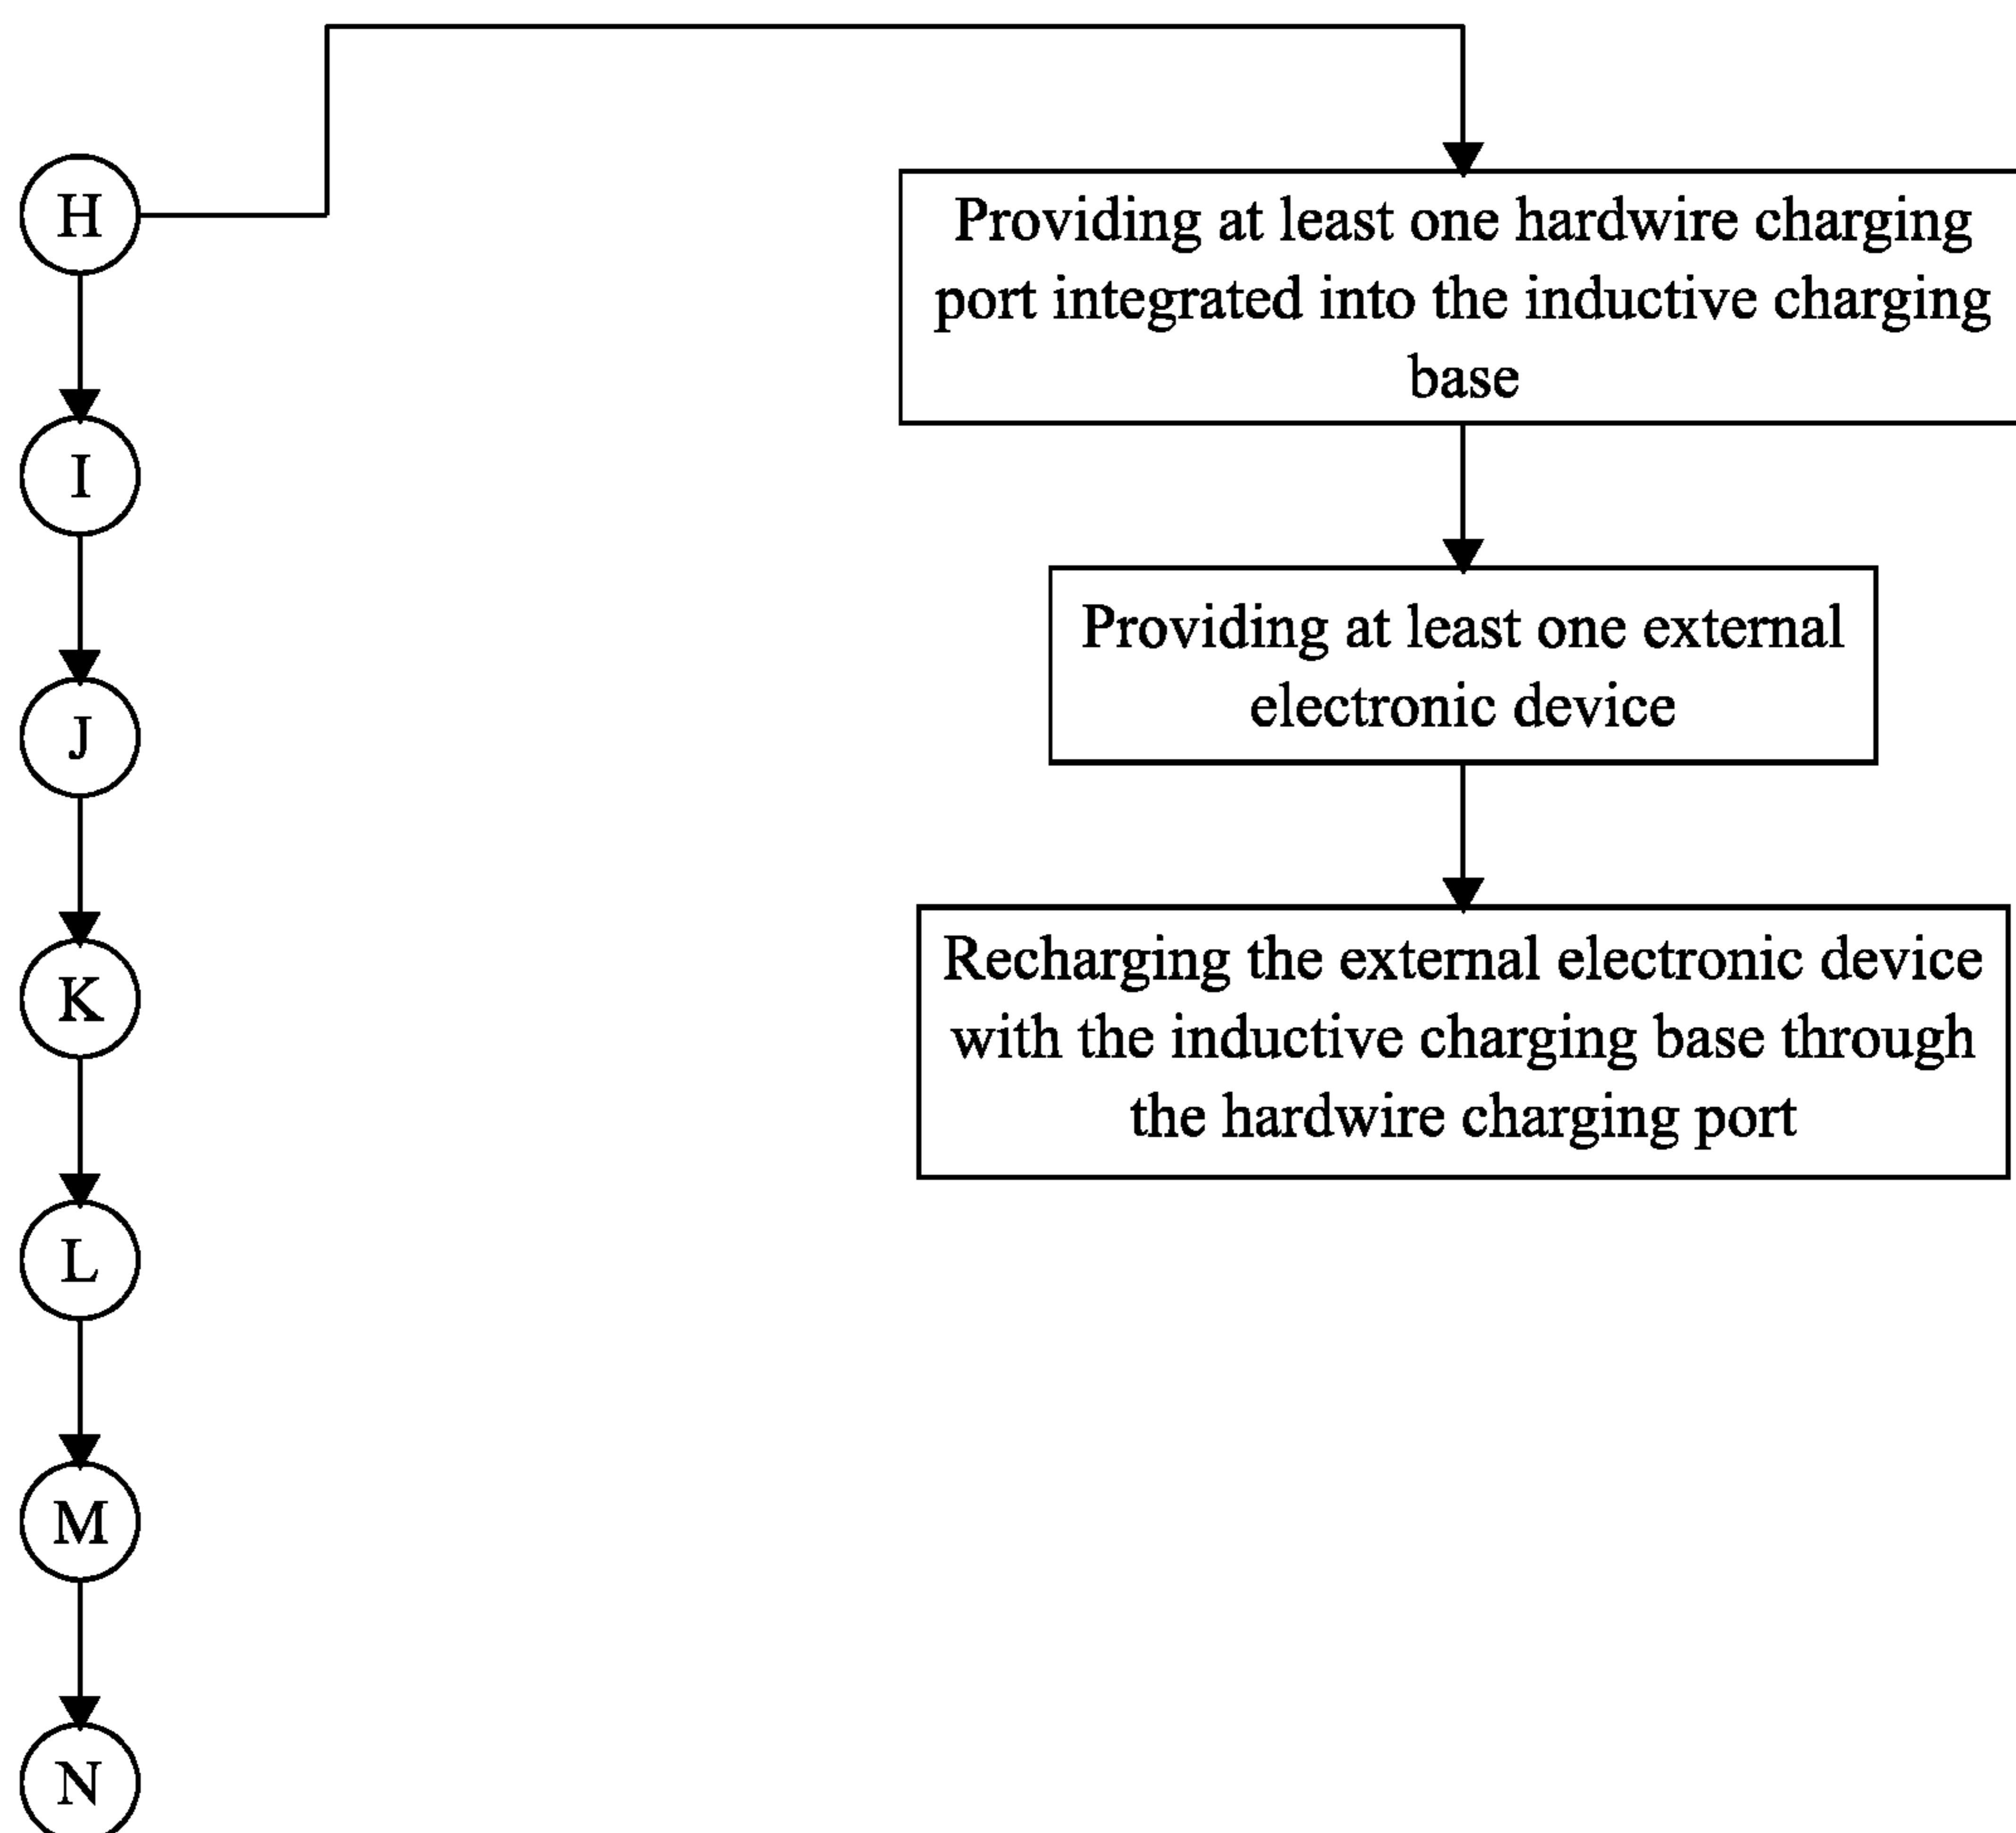 H
Providing at least one hardwire charging
port integrated into the inductive charging
base
I
Providing at least one external
electronic device
J
Recharging the external electronic device
with the inductive charging base through
the hardwire charging port
K
L
M
N